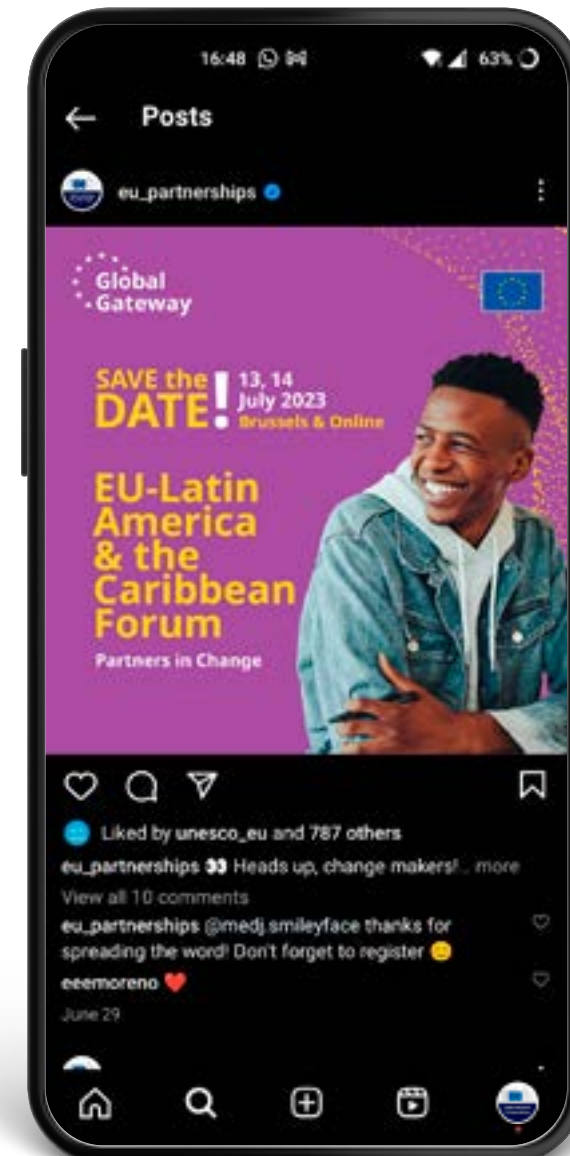 16:48 63%
Posts
eu_partnerships
Global
Gateway
SAVE the
DATE!
13, 14
July 2023
Brussels & Online
EU-Latin
America
& the
Caribbean
Forum
Partners in Change
Liked by unesco_eu and 787 others
eu_partnerships 👀 Heads up, change makers!... more
View all 10 comments
eu_partnerships @medj.smileyface thanks for
spreading the word! Don't forget to register 😊
eeemoreno ❤️
June 29